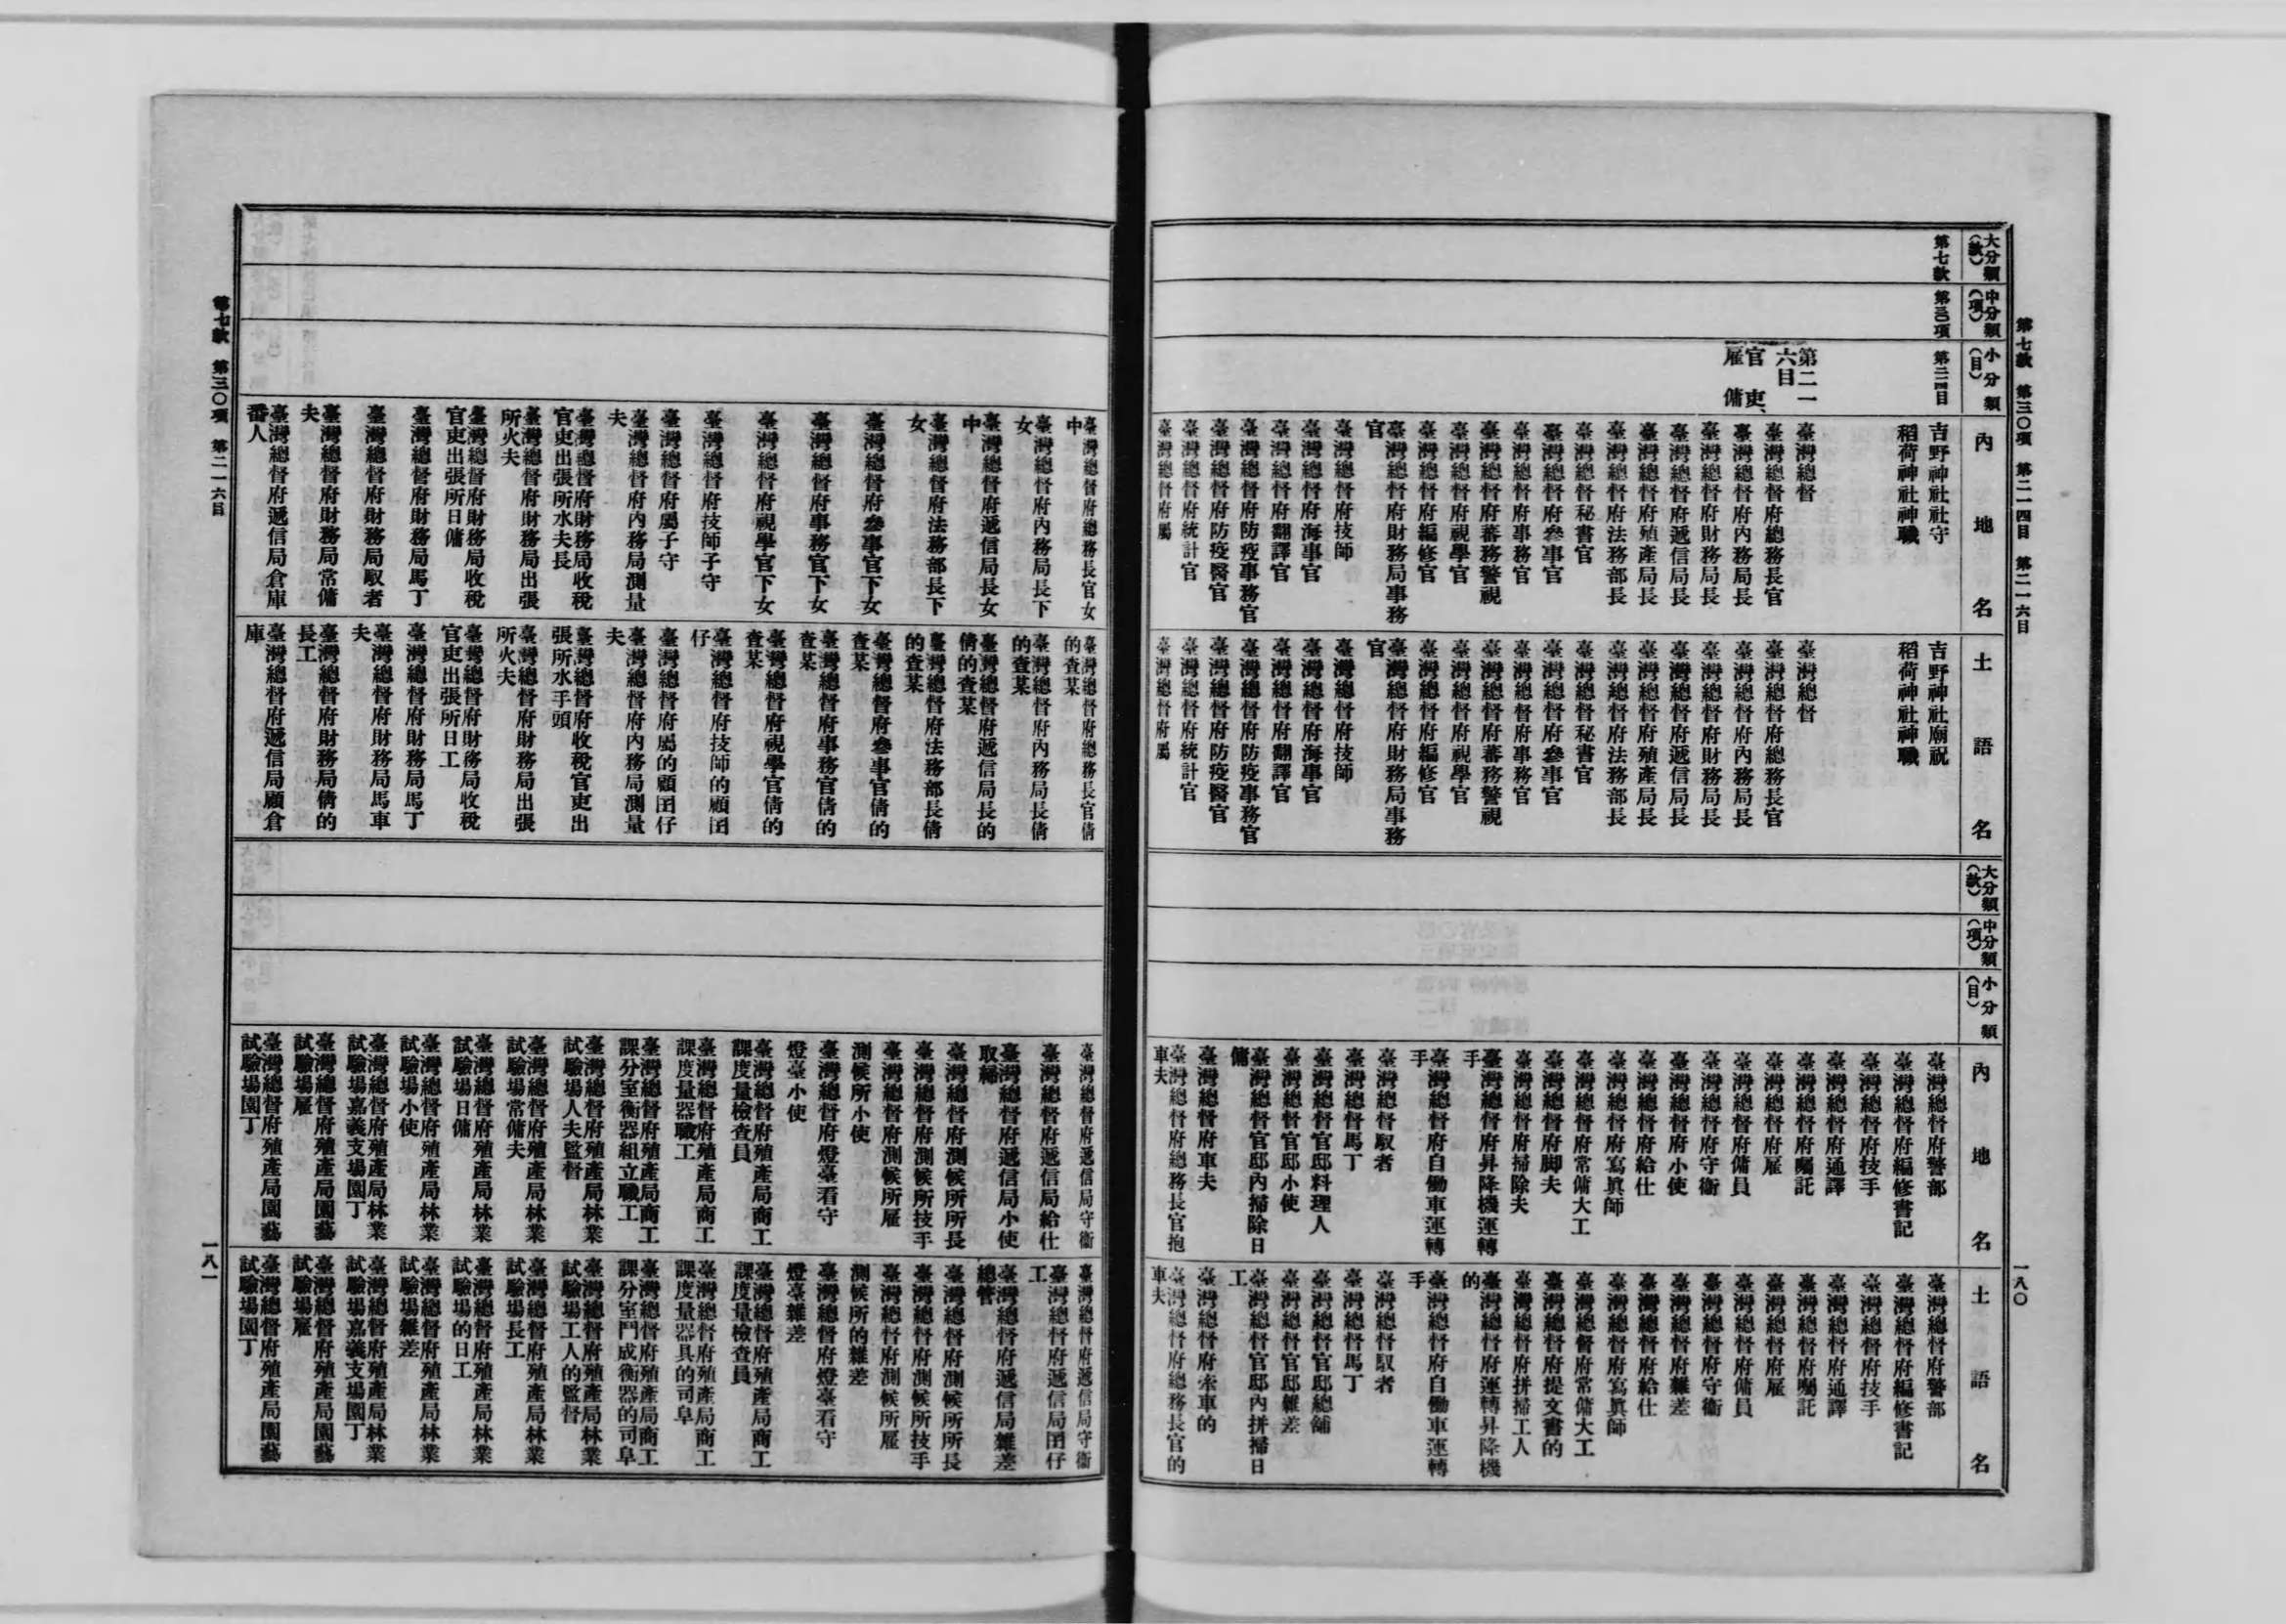 第七款　第三〇項　第二一四目　第二一六目
一八〇
大分類（款）
中分類（項）
小分類（目）
內地名
土語名
第七款
第三〇項
第二一四目
吉野神社社守
吉野神社廟祝
稻荷神社神職
稻荷神社神職
第二一六目
官吏、雇傭
臺灣總督
臺灣總督
臺灣總督府總務長官
臺灣總督府總務長官
臺灣總督府內務局長
臺灣總督府內務局長
臺灣總督府財務局長
臺灣總督府財務局長
臺灣總督府遞信局長
臺灣總督府遞信局長
臺灣總督府殖產局長
臺灣總督府殖產局長
臺灣總督府法務部長
臺灣總督府法務部長
臺灣總督秘書官
臺灣總督秘書官
臺灣總督府參事官
臺灣總督府參事官
臺灣總督府事務官
臺灣總督府事務官
臺灣總督府蕃務警視
臺灣總督府蕃務警視
臺灣總督府視學官
臺灣總督府視學官
臺灣總督府編修官
臺灣總督府編修官
臺灣總督府財務局事務官
臺灣總督府財務局事務官
臺灣總督府技師
臺灣總督府技師
臺灣總督府海事官
臺灣總督府海事官
臺灣總督府翻譯官
臺灣總督府翻譯官
臺灣總督府防疫事務官
臺灣總督府防疫事務官
臺灣總督府防疫醫官
臺灣總督府防疫醫官
臺灣總督府統計官
臺灣總督府統計官
臺灣總督府屬
臺灣總督府屬
大分類（款）
中分類（項）
小分類（目）
內地名
土語名
臺灣總督府警部
臺灣總督府警部
臺灣總督府編修書記
臺灣總督府編修書記
臺灣總督府技手
臺灣總督府技手
臺灣總督府通譯
臺灣總督府通譯
臺灣總督府囑託
臺灣總督府囑託
臺灣總督府雇
臺灣總督府雇
臺灣總督府傭員
臺灣總督府傭員
臺灣總督府守衛
臺灣總督府守衛
臺灣總督府小使
臺灣總督府雜差
臺灣總督府給仕
臺灣總督府給仕
臺灣總督府寫眞師
臺灣總督府寫眞師
臺灣總督府常傭大工
臺灣總督府常傭大工
臺灣總督府脚夫
臺灣總督府提文書的
臺灣總督府掃除夫
臺灣總督府拼掃工人
臺灣總督府昇降機運轉手
臺灣總督府運轉昇降機的
臺灣總督府自働車運轉手
臺灣總督府自働車運轉手
臺灣總督馭者
臺灣總督馭者
臺灣總督馬丁
臺灣總督馬丁
臺灣總督官邸料理人
臺灣總督官邸總舖
臺灣總督官邸小使
臺灣總督官邸雜差
臺灣總督官邸內掃除日傭
臺灣總督官邸內拼掃日工
臺灣總督府車夫
臺灣總督府牽車的
臺灣總督府總務長官抱車夫
臺灣總督府總務長官的車夫
臺灣總督府總務長官女中
臺灣總督府總務長官倩的查某
臺灣總督府內務局長下女
臺灣總督府內務局長倩的查某
臺灣總督府遞信局長女中
臺灣總督府遞信局長的倩的查某
臺灣總督府法務部長下女
臺灣總督府法務部長倩的查某
臺灣總督府參事官下女
臺灣總督府參事官倩的查某
臺灣總督府事務官下女
臺灣總督府事務官倩的查某
臺灣總督府視學官下女
臺灣總督府視學官倩的查某
臺灣總督府技師子守
臺灣總督府技師的顧囝仔
臺灣總督府屬子守
臺灣總督府屬的顧囝仔
臺灣總督府內務局測量夫
臺灣總督府內務局測量夫
臺灣總督府財務局收稅官吏出張所水夫長
臺灣總督府收稅官吏出張所水手頭
臺灣總督府財務局出張所火夫
臺灣總督府財務局出張所火夫
臺灣總督府財務局收稅官吏出張所日傭
臺灣總督府財務局收稅官吏出張所日工
臺灣總督府財務局馬丁
臺灣總督府財務局馬丁
臺灣總督府財務局馭者
臺灣總督府財務局馬車夫
臺灣總督府財務局常傭夫
臺灣總督府財務局倩的長工
臺灣總督府遞信局倉庫番人
臺灣總督府遞信局顧倉庫
臺灣總督府遞信局守衛
臺灣總督府遞信局守衛
臺灣總督府遞信局給仕
臺灣總督府遞信局囝仔工
臺灣總督府遞信局小使取締
臺灣總督府遞信局雜差總管
臺灣總督府測候所所長
臺灣總督府測候所所長
臺灣總督府測候所技手
臺灣總督府測候所技手
臺灣總督府測候所雇
臺灣總督府測候所雇
測候所小使
測候所的雜差
臺灣總督府燈臺看守
臺灣總督府燈臺看守
燈臺小使
燈臺雜差
臺灣總督府殖產局商工課度量檢查員
臺灣總督府殖產局商工課度量檢查員
臺灣總督府殖產局商工課度量器職工
臺灣總督府殖產局商工課度量器具的司阜
臺灣總督府殖產局商工課分室衡器組立職工
臺灣總督府殖產局商工課分室鬥成衡器的司阜
臺灣總督府殖產局林業試驗場人夫監督
臺灣總督府殖產局林業試驗場工人的監督
臺灣總督府殖產局林業試驗場常傭夫
臺灣總督府殖產局林業試驗場長工
臺灣總督府殖產局林業試驗場日傭
臺灣總督府殖產局林業試驗場的日工
臺灣總督府殖產局林業試驗場小使
臺灣總督府殖產局林業試驗場雜差
臺灣總督府殖產局林業試驗場嘉義支場園丁
臺灣總督府殖產局林業試驗場嘉義支場園丁
臺灣總督府殖產局園藝試驗場雇
臺灣總督府殖產局園藝試驗場雇
臺灣總督府殖產局園藝試驗場園丁
臺灣總督府殖產局園藝試驗場園丁
第七款　第三〇項　第二一六目
一八一